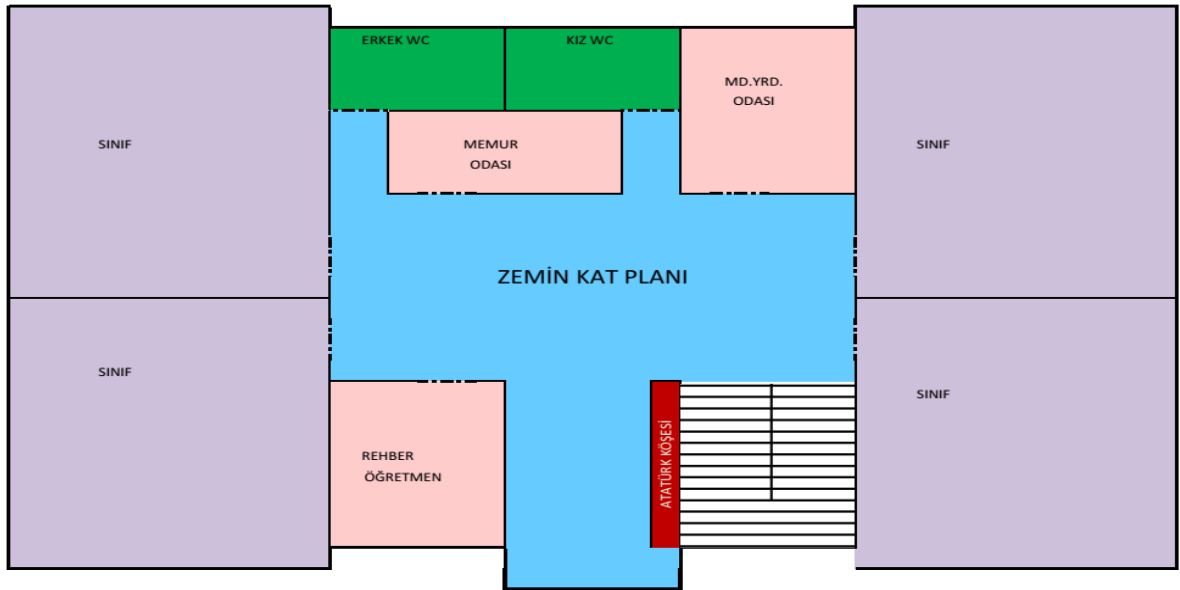 ERKEK WC
KIZ WC
MD.YRD.
ODASI
SINIF
MEMUR
ODASI
SINIF
ZEMİN KAT PLANI
SINIF
SINIF
REHBER
ÖĞRETMEN
ATATÜRK KÖŞESİ